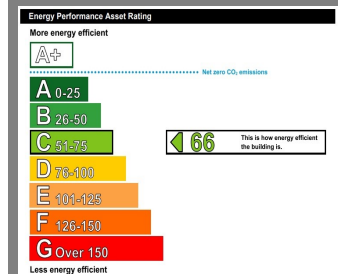 Energy Performance Asset Rating
More energy efficient
A+
Net zero CO₂ emissions
A 0-25
B 26-50
C 51-75
66 This is how energy efficient
the building is.
D 76-100
E 101-125
F 126-150
G Over 150
Less energy efficient